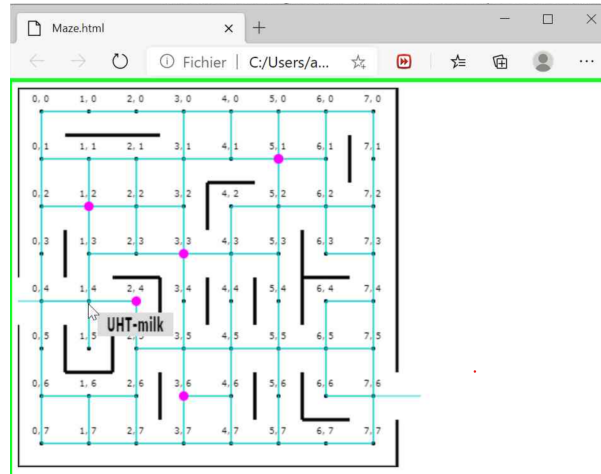 Maze.html
Fichier | C:/Users/a...
0, 0 1, 0 2, 0 3, 0 4, 0 5, 0 6, 0 7, 0
0, 1 1, 1 2, 1 3, 1 4, 1 5, 1 6, 1 7, 1
0, 2 1, 2 2, 2 3, 2 4, 2 5, 2 6, 2 7, 2
0, 3 1, 3 2, 3 3, 3 4, 3 5, 3 6, 3 7, 3
0, 4 1, 4 2, 4 3, 4 4, 4 5, 4 6, 4 7, 4
UHT-milk
0, 5 1, 5 5 3, 5 4, 5 5, 5 6, 5 7, 5
0, 6 1, 6 2, 6 3, 6 4, 6 5, 6 6, 6 7, 6
0, 7 1, 7 2, 7 3, 7 4, 7 5, 7 6, 7 7, 7